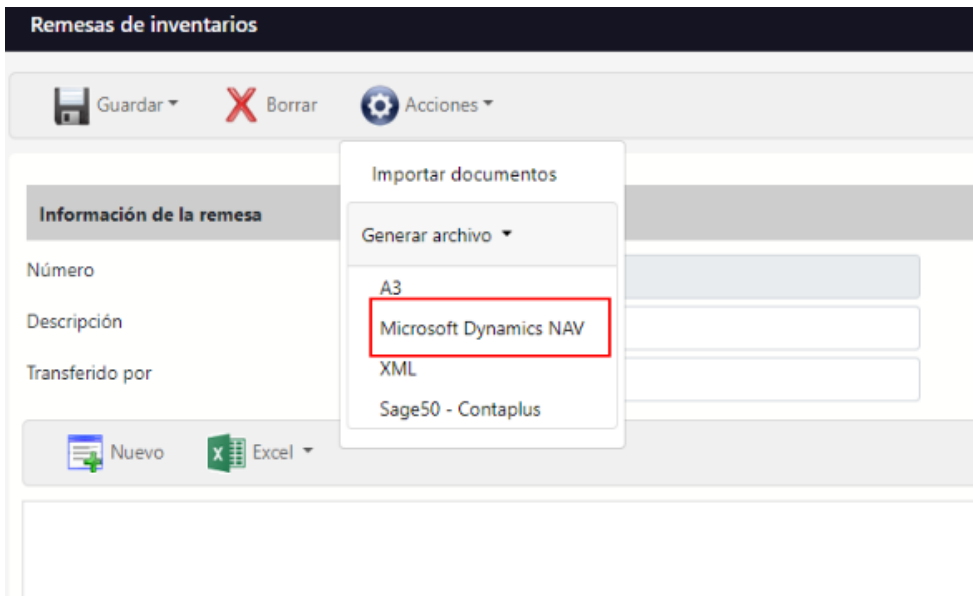 Remesas de inventarios
Guardar Borrar Acciones
Importar documentos
Información de la remesa
Generar archivo
Número
A3
Descripción
Microsoft Dynamics NAV
Transferido por
XML
Sage50 - Contaplus
Nuevo Excel